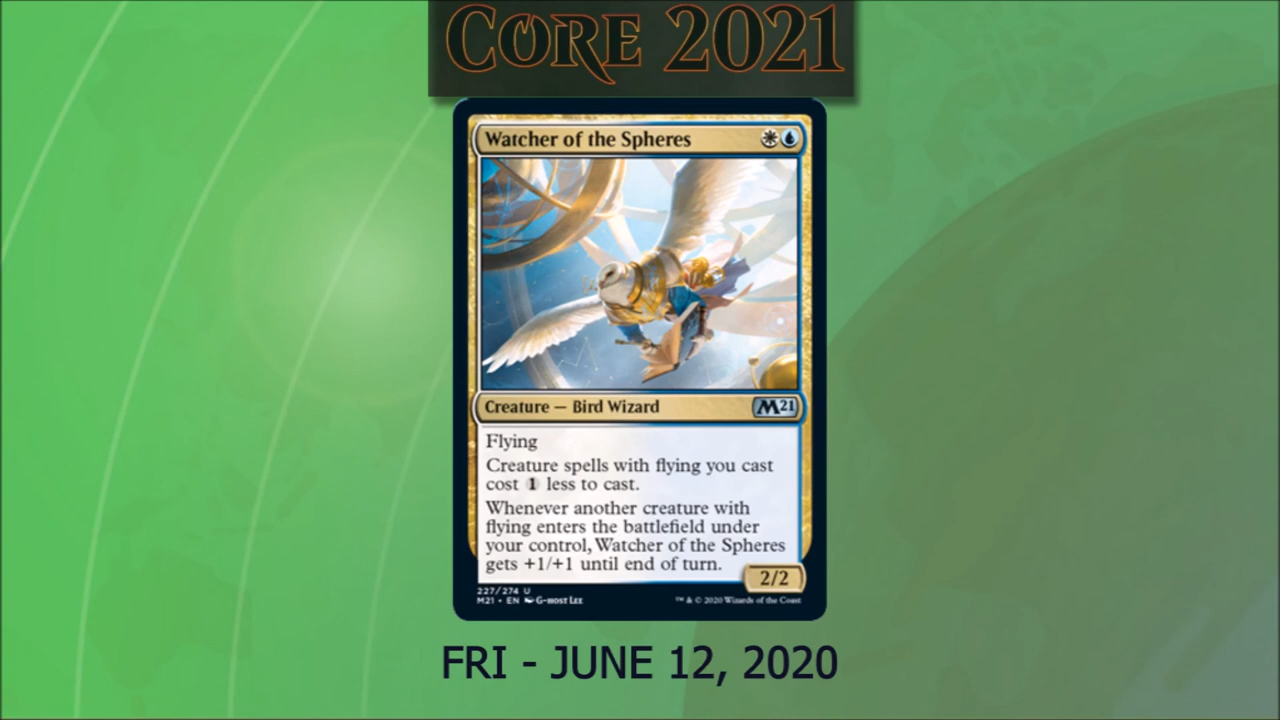 CORE 2021
Watcher of the Spheres
Creature — Bird Wizard
M21
Flying
Creature spells with flying you cast
cost 1 less to cast.
Whenever another creature with
flying enters the battlefield under
your control, Watcher of the Spheres
gets +1/+1 until end of turn.
2/2
227/274 U
M21 • EN G-host Lee
™ & © 2020 Wizards of the Coast
FRI - JUNE 12, 2020